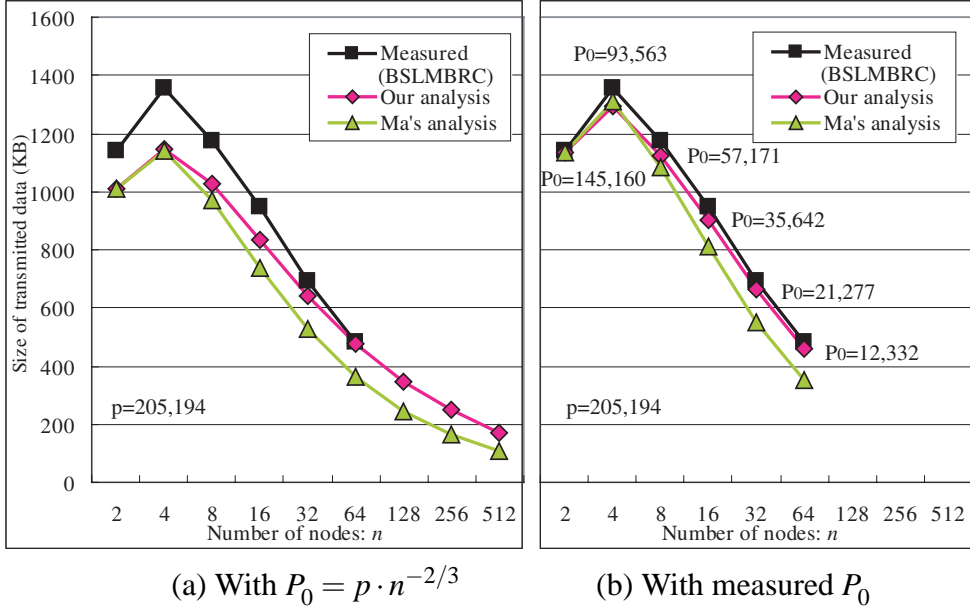 Size of transmitted data (KB)
1600
1400
1200
1000
800
600
400
200
0
Measured
(BSLMBRC)
Our analysis
Ma's analysis
p=205,194
2 4 8 16 32 64 128 256 512
Number of nodes: n
(a) With P₀ = p · n⁻²/³
P0=93,563
Measured
(BSLMBRC)
Our analysis
Ma's analysis
P0=57,171
P0=145,160
P0=35,642
P0=21,277
P0=12,332
p=205,194
2 4 8 16 32 64 128 256 512
Number of nodes: n
(b) With measured P₀